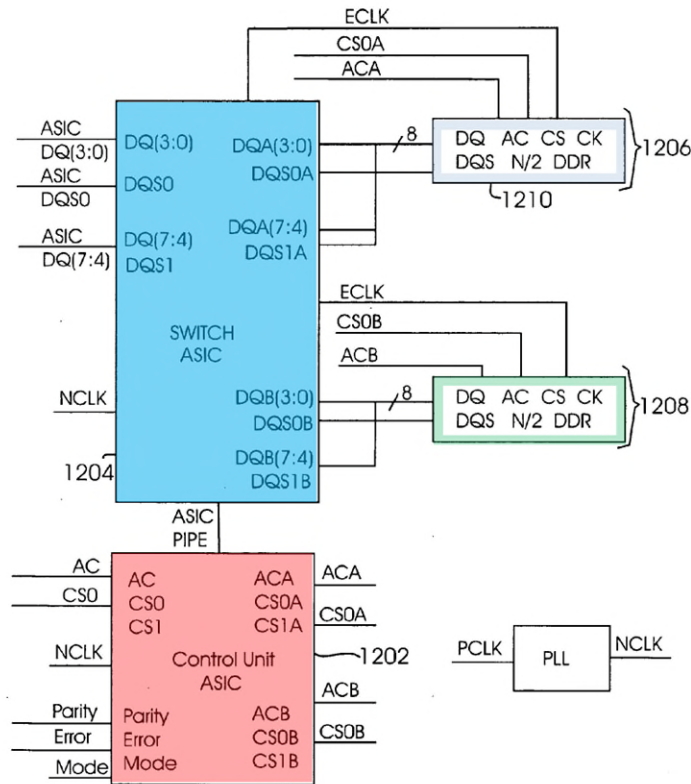 ECLK
CS0A
ACA
ASIC
DQ(3:0)
ASIC
DQS0
ASIC
DQ(7:4)
DQ(3:0)
DQS0
DQ(7:4)
DQS1
DQA(3:0)
DQS0A
DQA(7:4)
DQS1A
8
DQ AC CS CK
DQS N/2 DDR
1206
1210
SWITCH
ASIC
ECLK
CS0B
ACB
NCLK
1204
DQB(3:0)
DQS0B
DQB(7:4)
DQS1B
8
DQ AC CS CK
DQS N/2 DDR
1208
ASIC
PIPE
AC
CS0
NCLK
Parity
Error
Mode
AC
CS0
CS1
ACA
CS0A
CS1A
Control Unit
ASIC
Parity
Error
Mode
ACB
CS0B
CS1B
ACA
CS0A
1202
ACB
CS0B
PCLK
PLL
NCLK